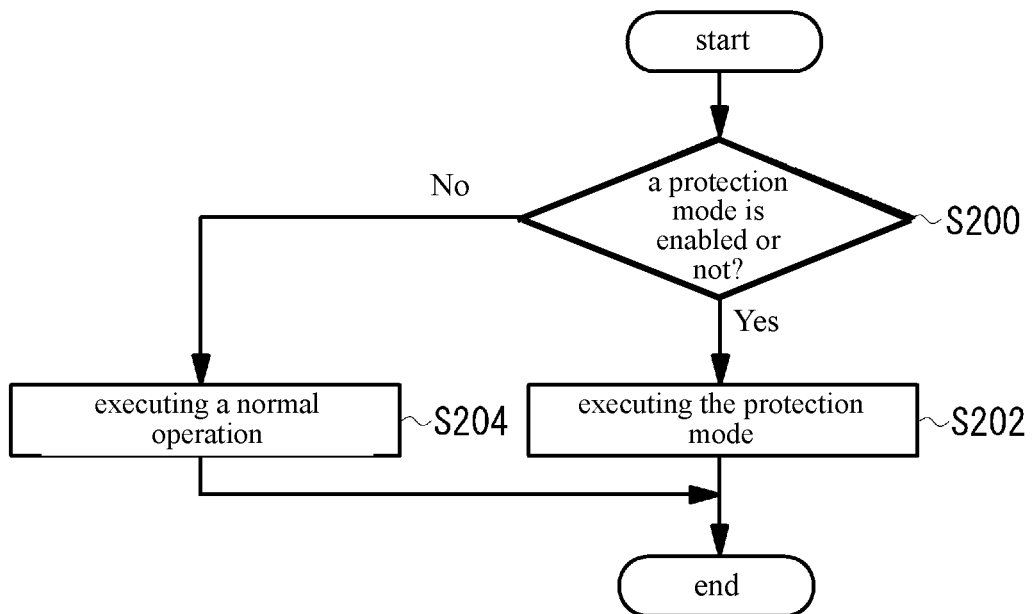 start
No
a protection
mode is
enabled or
not?
S200
Yes
executing a normal
operation
S204
executing the protection
mode
S202
end